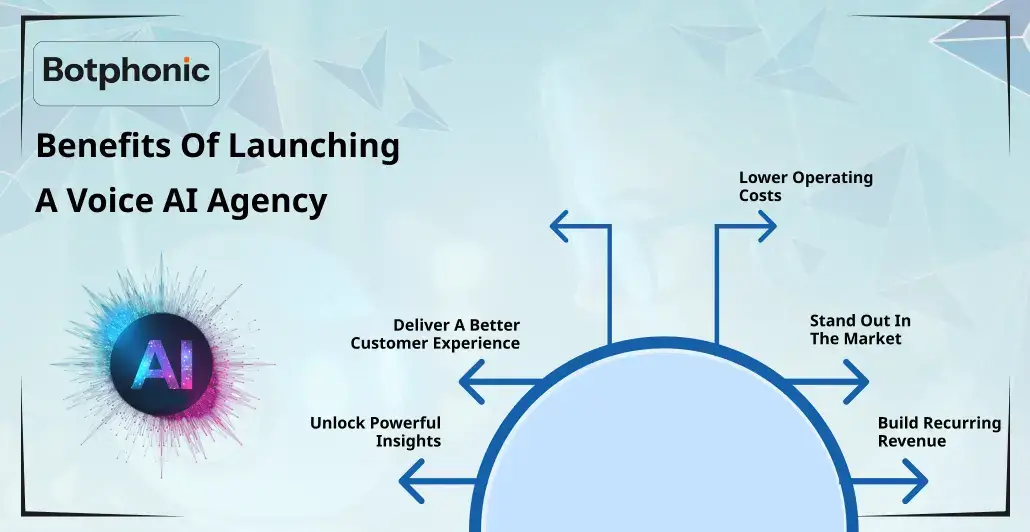 Botphonic
Benefits Of Launching
A Voice AI Agency
AI
Lower Operating
Costs
Deliver A Better
Customer Experience
Stand Out In
The Market
Unlock Powerful
Insights
Build Recurring
Revenue